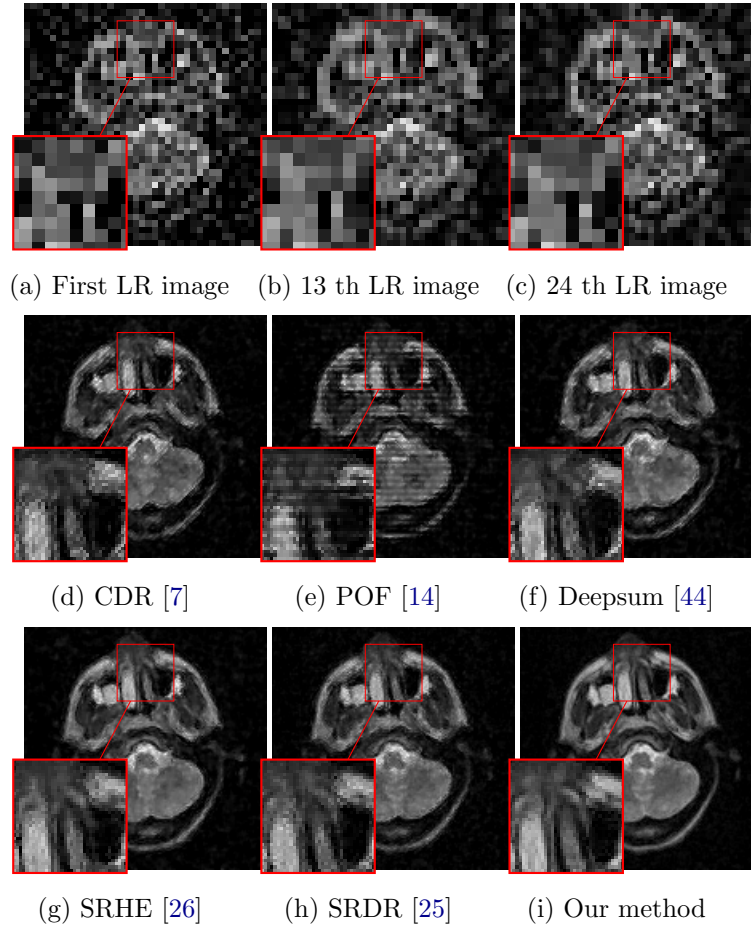 (a) First LR image (b) 13 th LR image (c) 24 th LR image
(d) CDR [7] (e) POF [14] (f) Deepsum [44]
(g) SRHE [26] (h) SRDR [25] (i) Our method